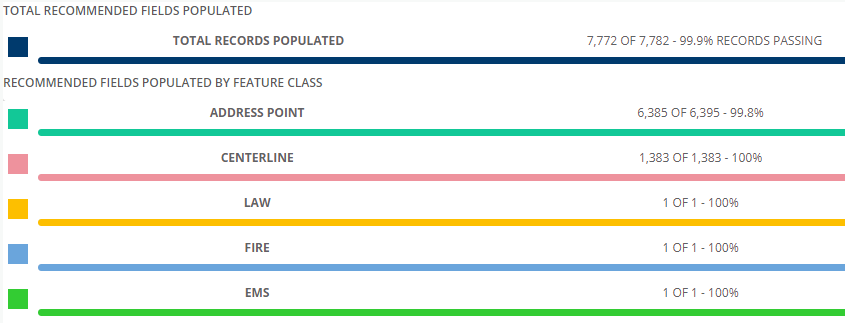 TOTAL RECOMMENDED FIELDS POPULATED
TOTAL RECORDS POPULATED 7,772 OF 7,782 - 99.9% RECORDS PASSING
RECOMMENDED FIELDS POPULATED BY FEATURE CLASS
ADDRESS POINT 6,385 OF 6,395 - 99.8%
CENTERLINE 1,383 OF 1,383 - 100%
LAW 1 OF 1 - 100%
FIRE 1 OF 1 - 100%
EMS 1 OF 1 - 100%